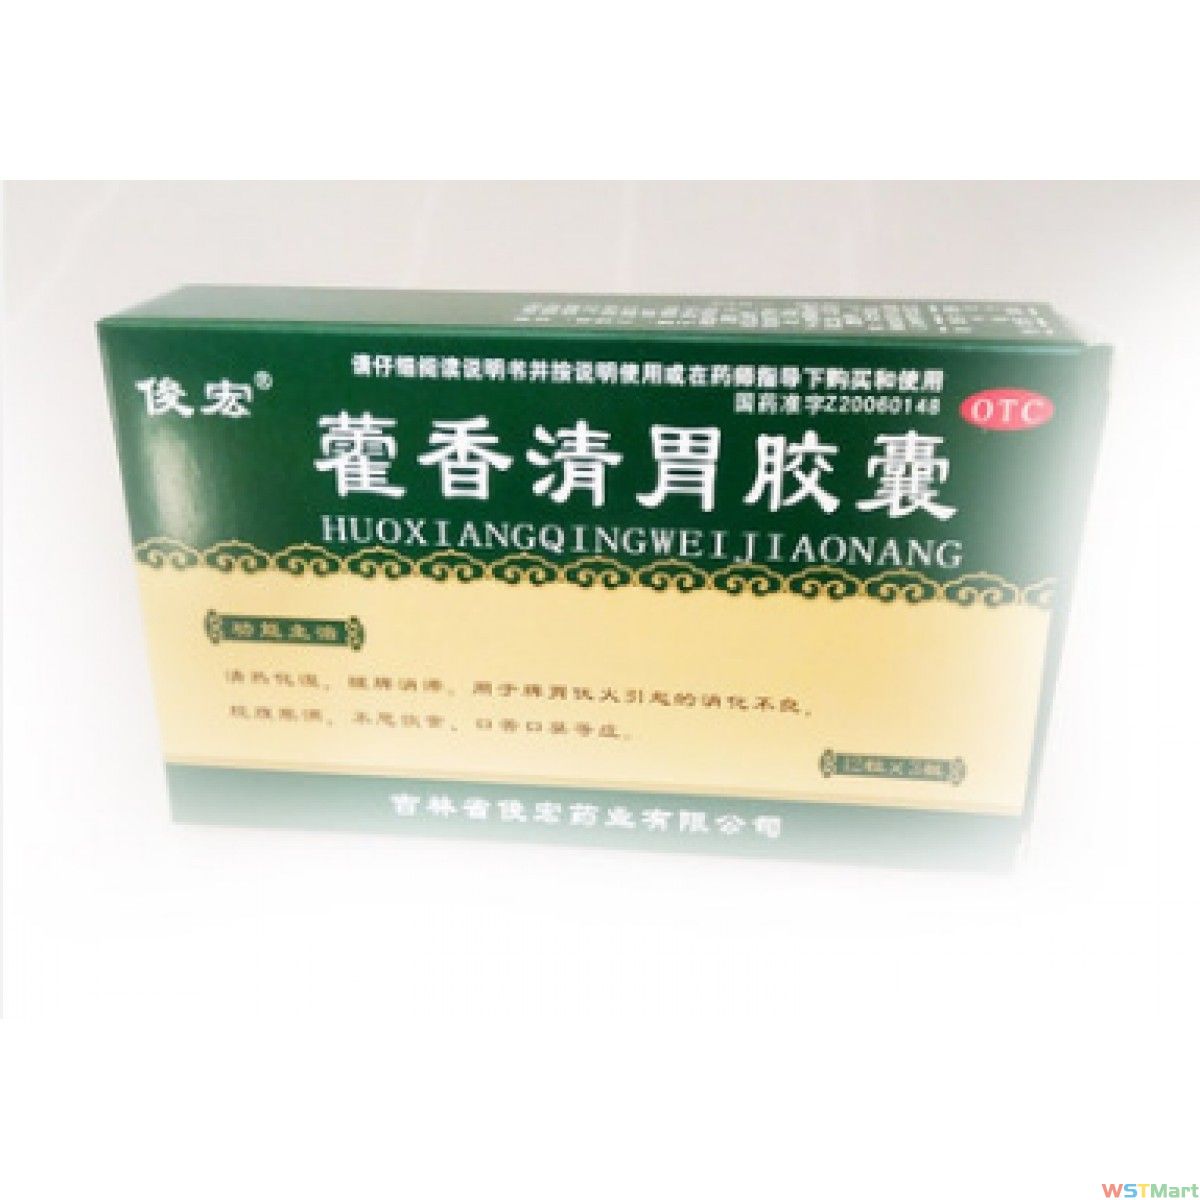 请仔细阅读说明书并按说明使用或在药师指导下购买和使用
国药准字Z20060148
OTC
俊宏®
藿香清胃胶囊
HUOXIANGQINGWEIJIAONANG
功能主治
清热化湿，醒脾消滞。用于脾胃伏火引起的消化不良，
脘腹胀满，不思饮食，口苦口臭等症。
吉林省俊宏药业有限公司
WSTMart